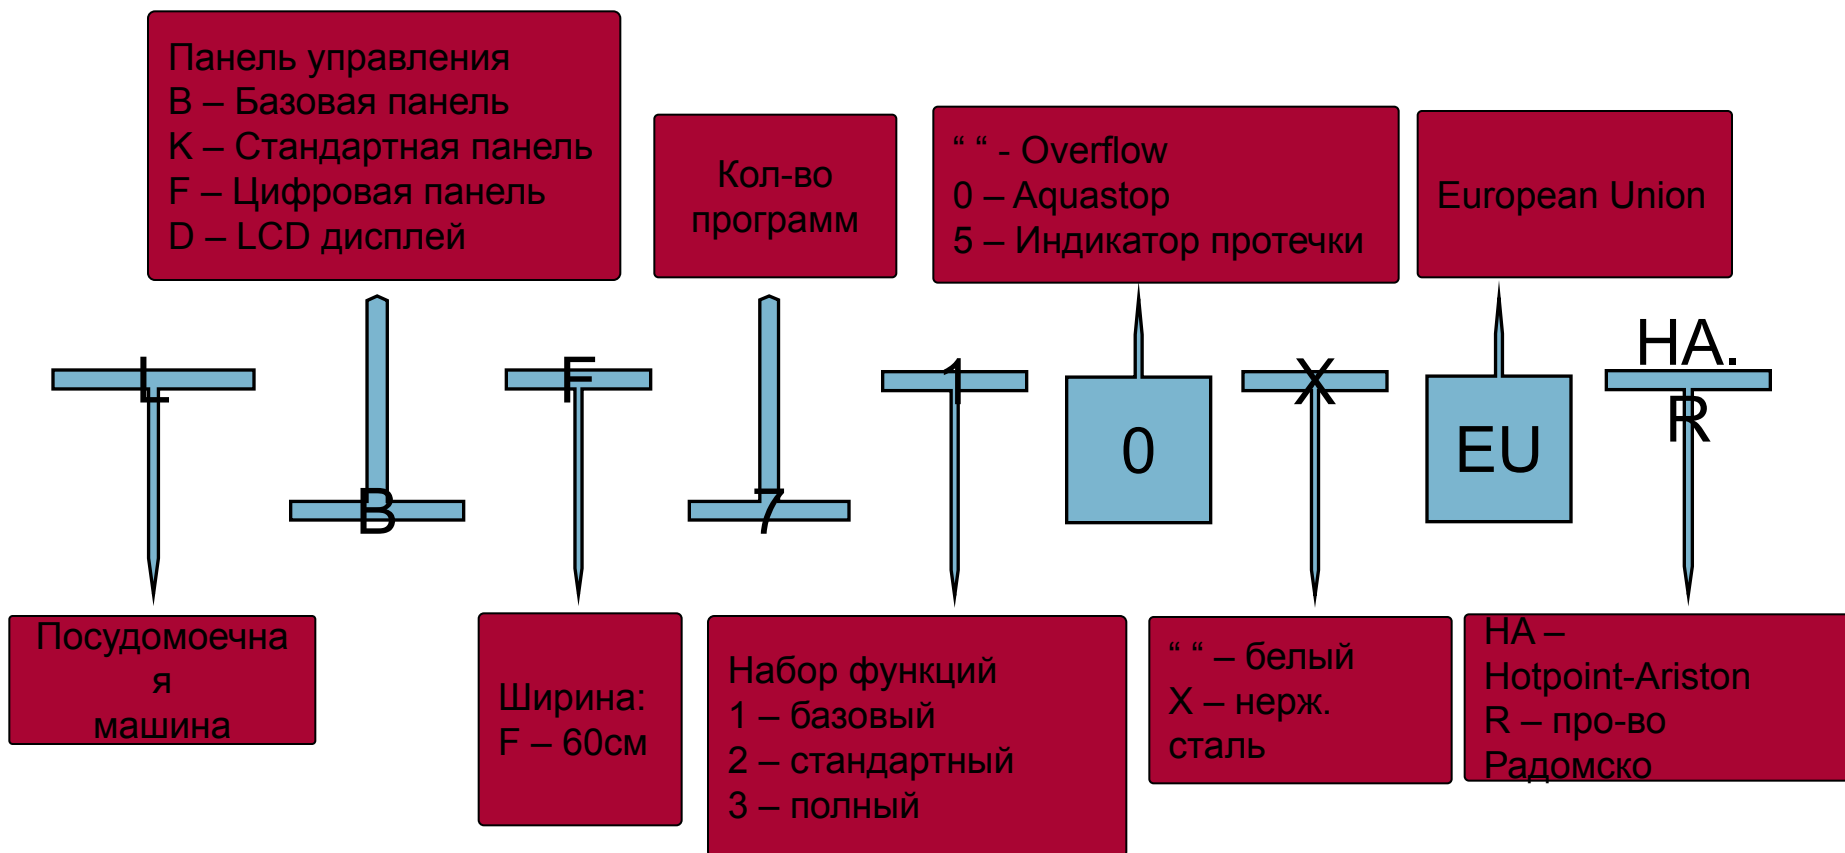 Панель управления
B – Базовая панель
K – Стандартная панель
F – Цифровая панель
D – LCD дисплей
Кол-во
программ
“ “ - Overflow
0 – Aquastop
5 – Индикатор протечки
European Union
L
B
F
7
1
0
X
EU
HA.
R
Посудомоечна
я
машина
Ширина:
F – 60см
Набор функций
1 – базовый
2 – стандартный
3 – полный
“ “ – белый
X – нерж.
сталь
HA –
Hotpoint-Ariston
R – про-во
Радомско